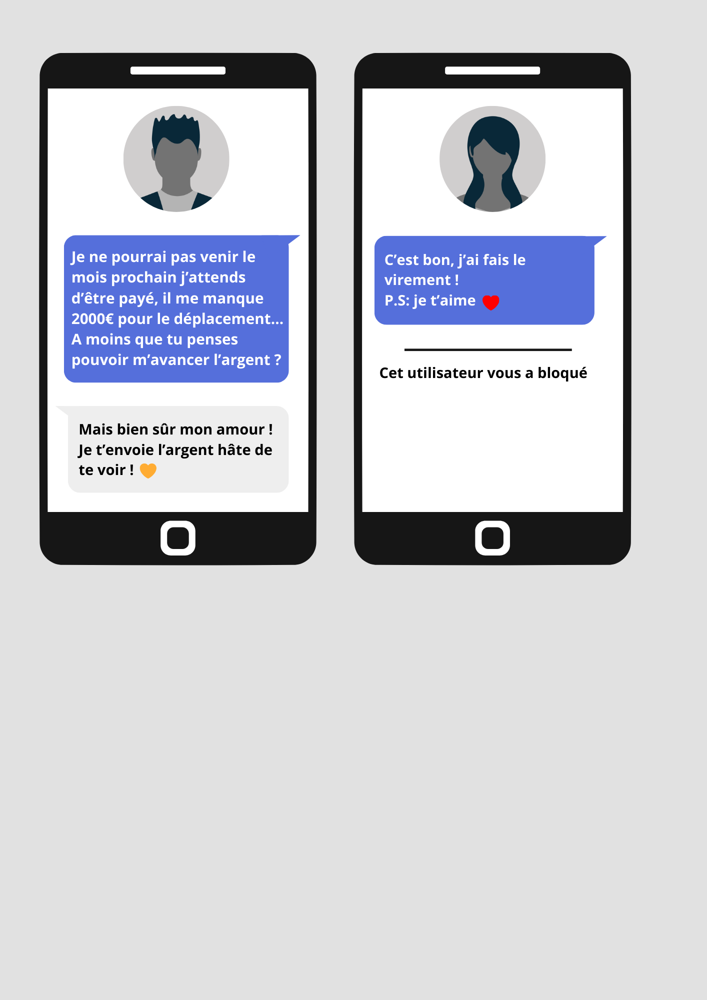 Je ne pourrai pas venir le
mois prochain j’attends
d’être payé, il me manque
2000€ pour le déplacement...
A moins que tu penses
pouvoir m’avancer l’argent ?
Mais bien sûr mon amour !
Je t’envoie l’argent hâte de
te voir !
C’est bon, j’ai fais le
virement !
P.S: je t’aime
Cet utilisateur vous a bloqué